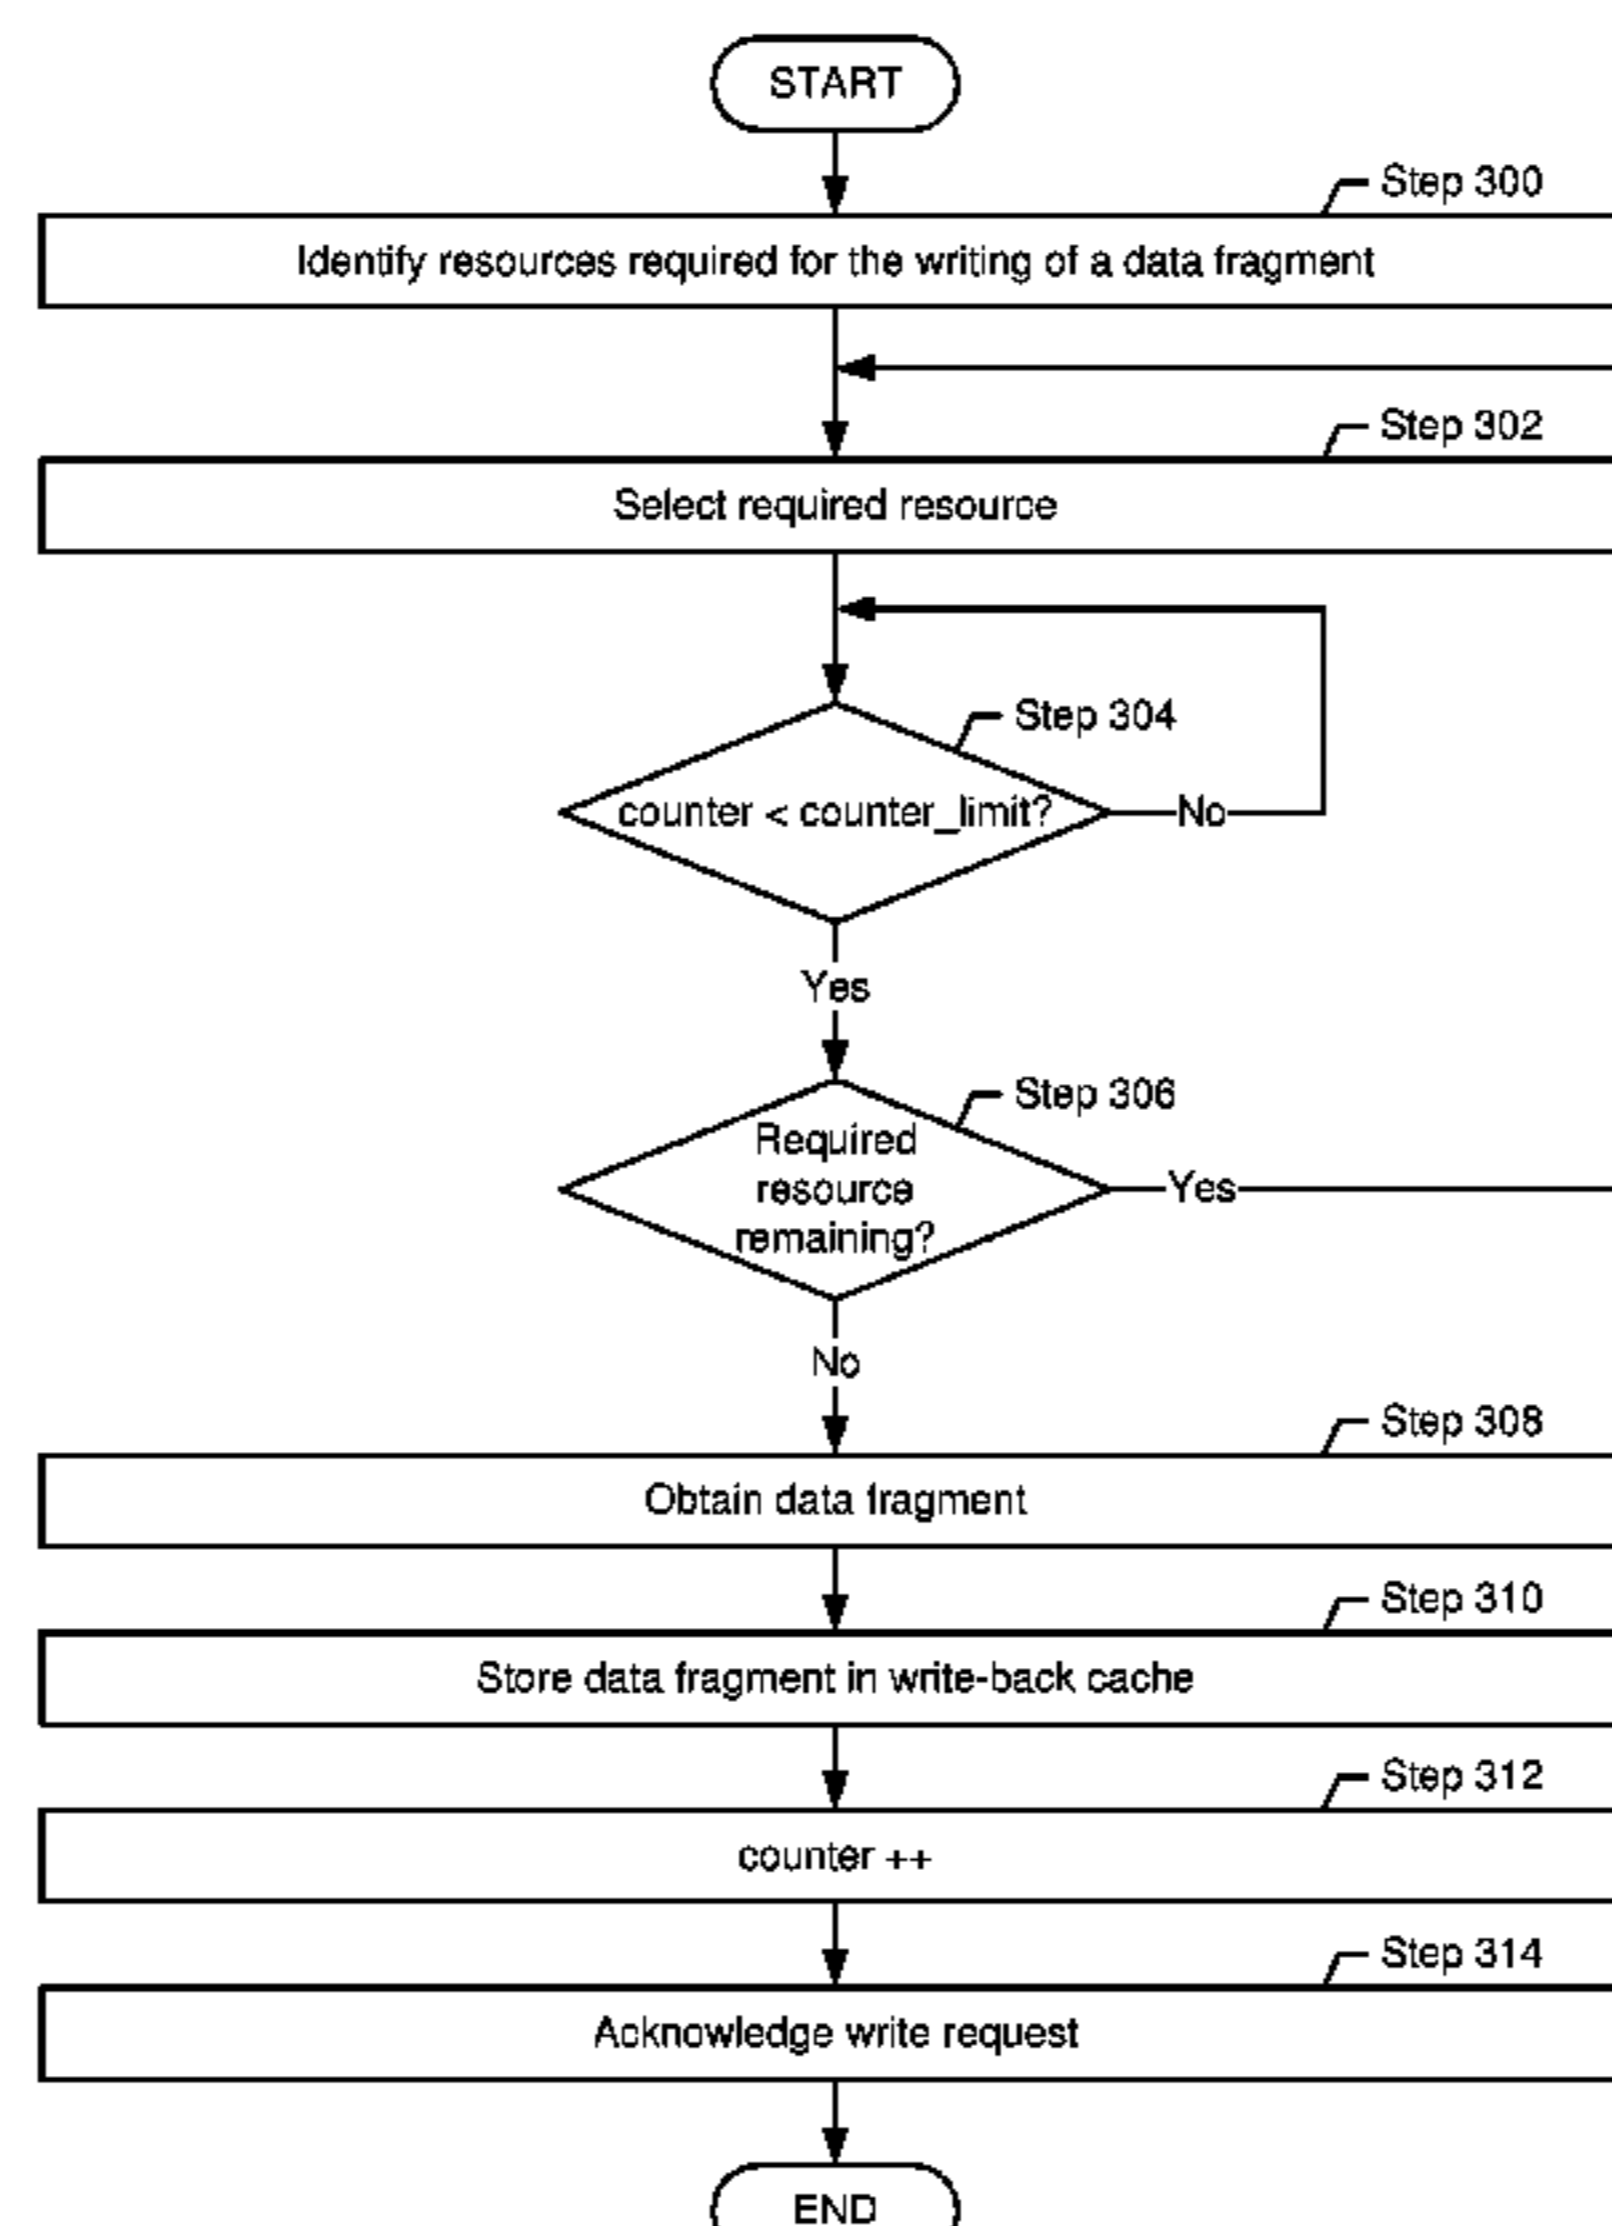 START
Step 300
Identify resources required for the writing of a data fragment
Step 302
Select required resource
Step 304
counter < counter_limit?
No
Yes
Step 306
Required
resource
remaining?
Yes
No
Step 308
Obtain data fragment
Step 310
Store data fragment in write-back cache
Step 312
counter ++
Step 314
Acknowledge write request
END